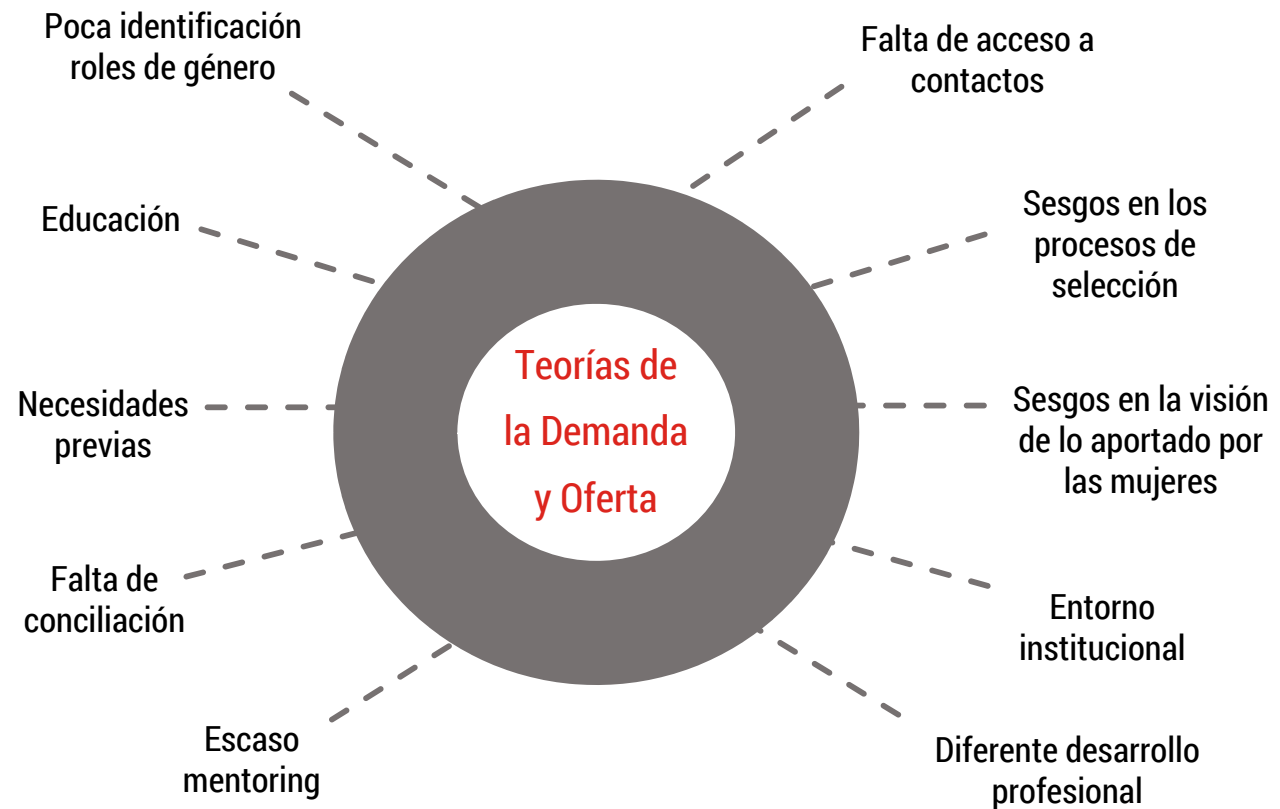 Poca identificación
roles de género
Falta de acceso a
contactos
Educación
Sesgos en los
procesos de
selección
Teorías de
la Demanda
y Oferta
Necesidades
previas
Sesgos en la visión
de lo aportado por
las mujeres
Falta de
conciliación
Entorno
institucional
Escaso
mentoring
Diferente desarrollo
profesional